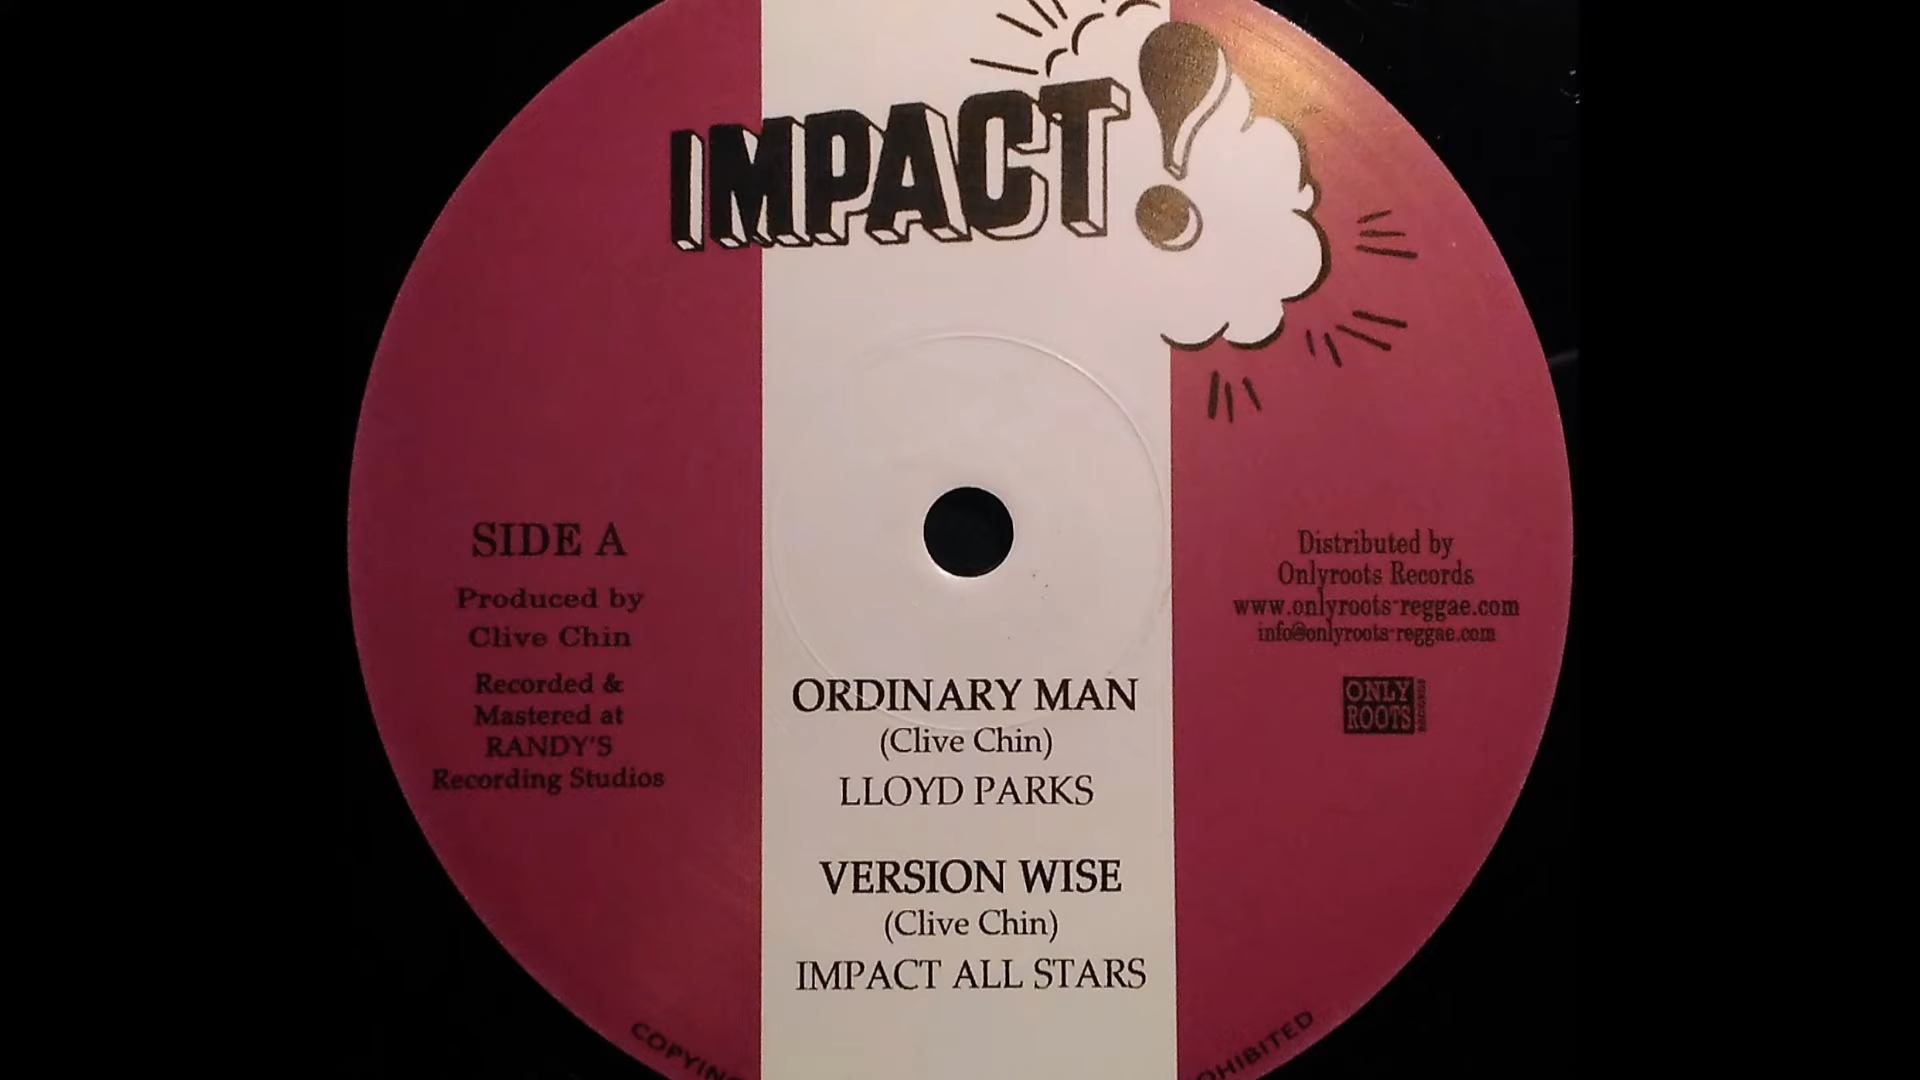 IMPACT!
SIDE A
Produced by
Clive Chin
Recorded &
Mastered at
RANDY'S
Recording Studios
Distributed by
Onlyroots Records
www.onlyroots-reggae.com
info@onlyroots-reggae.com
ONLY
ROOTS
ORDINARY MAN
(Clive Chin)
LLOYD PARKS
VERSION WISE
(Clive Chin)
IMPACT ALL STARS